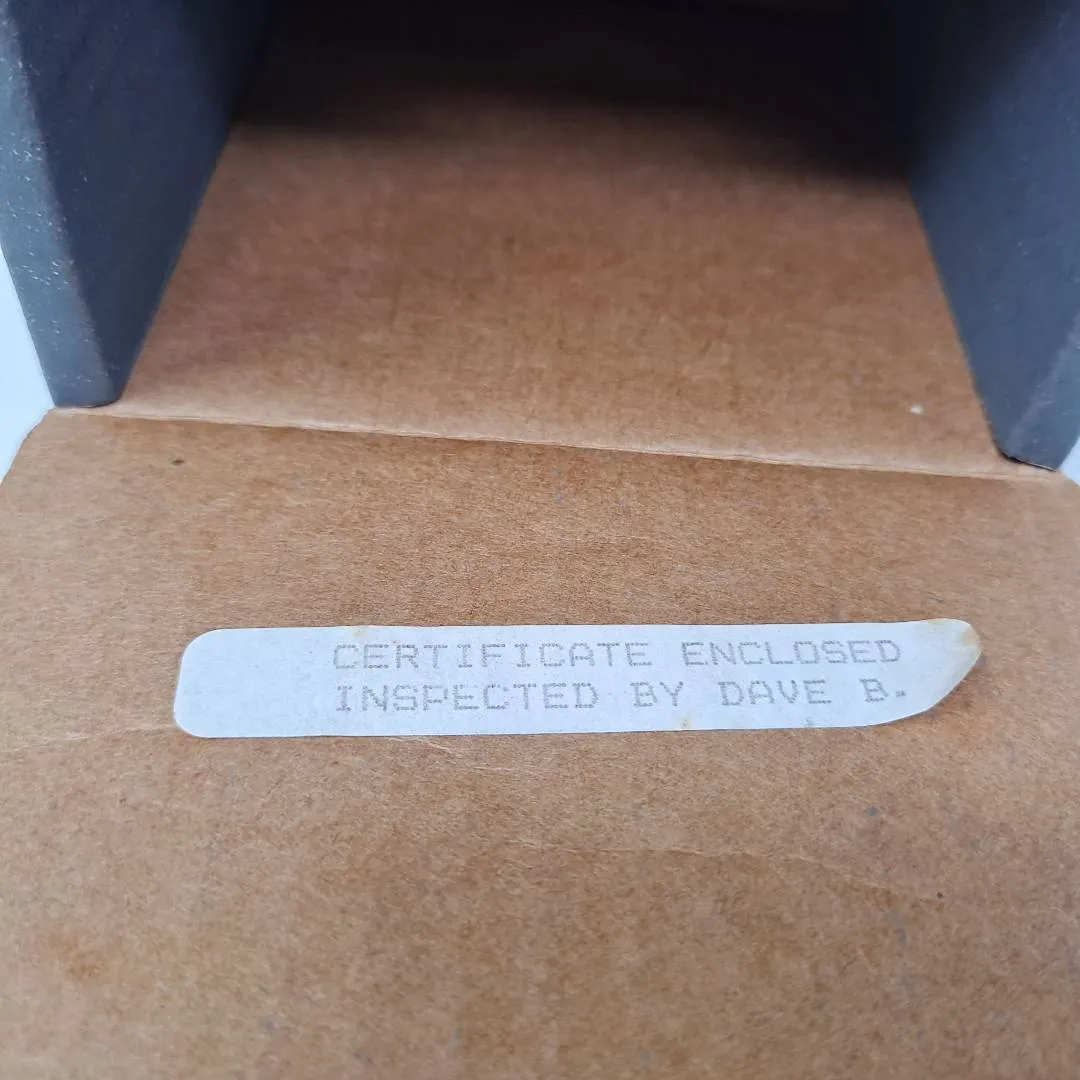 CERTIFICATE ENCLOSED
INSPECTED BY DAVE B.